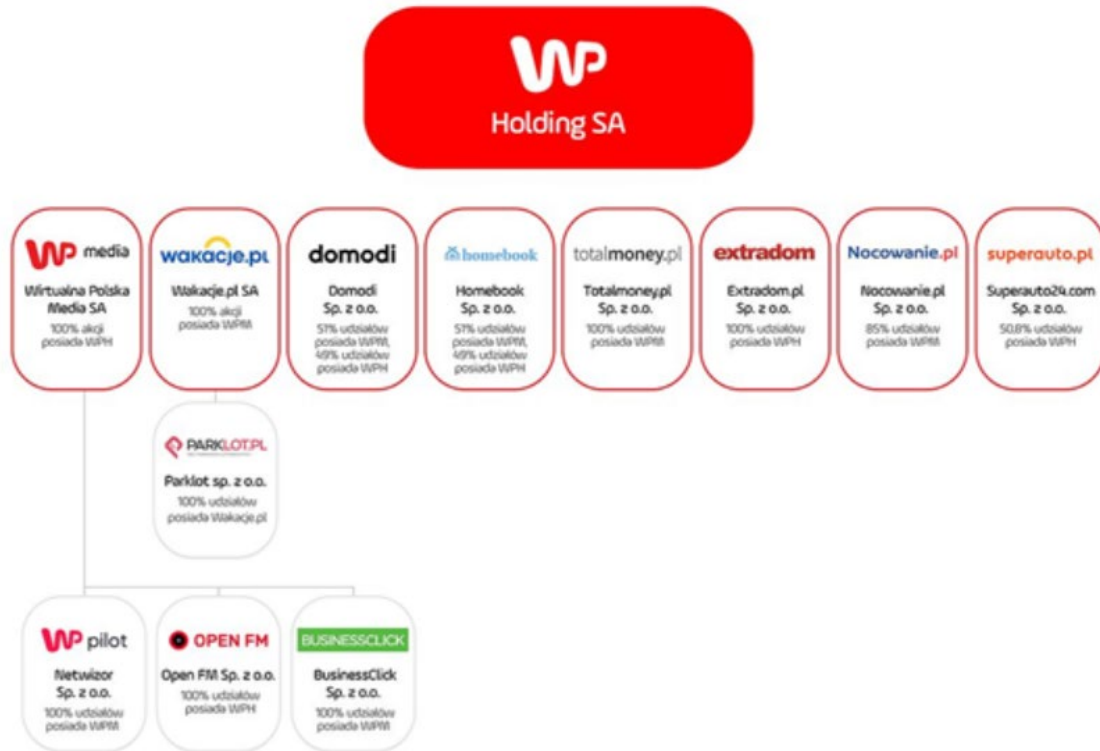 WP
Holding SA
WP media
Wirtualna Polska
Media SA
100% akcji
posiada WPH
wakacje.pl
Wakacje.pl SA
100% akcji
posiada WPM
domodi
Domodi
Sp. z o.o.
51% udziałów
posiada WPM,
49% udziałów
posiada WPH
homebook
Homebook
Sp. z o.o.
51% udziałów
posiada WPM,
49% udziałów
posiada WPH
totalmoney.pl
Totalmoney.pl
Sp. z o.o.
100% udziałów
posiada WPM
extradom
Extradom.pl
Sp. z o.o.
100% udziałów
posiada WPH
Nocowanie.pl
Nocowanie.pl
Sp. z o.o.
85% udziałów
posiada WPM
superauto.pl
Superauto24.com
Sp. z o.o.
50,8% udziałów
posiada WPH
PARKLOT.PL
Parklot sp. z o.o.
100% udziałów
posiada Wakacje.pl
WP pilot
Netwizor
Sp. z o.o.
100% udziałów
posiada WPM
OPEN FM
Open FM Sp. z o.o.
100% udziałów
posiada WPH
BUSINESSCLICK
BusinessClick
Sp. z o.o.
100% udziałów
posiada WPM